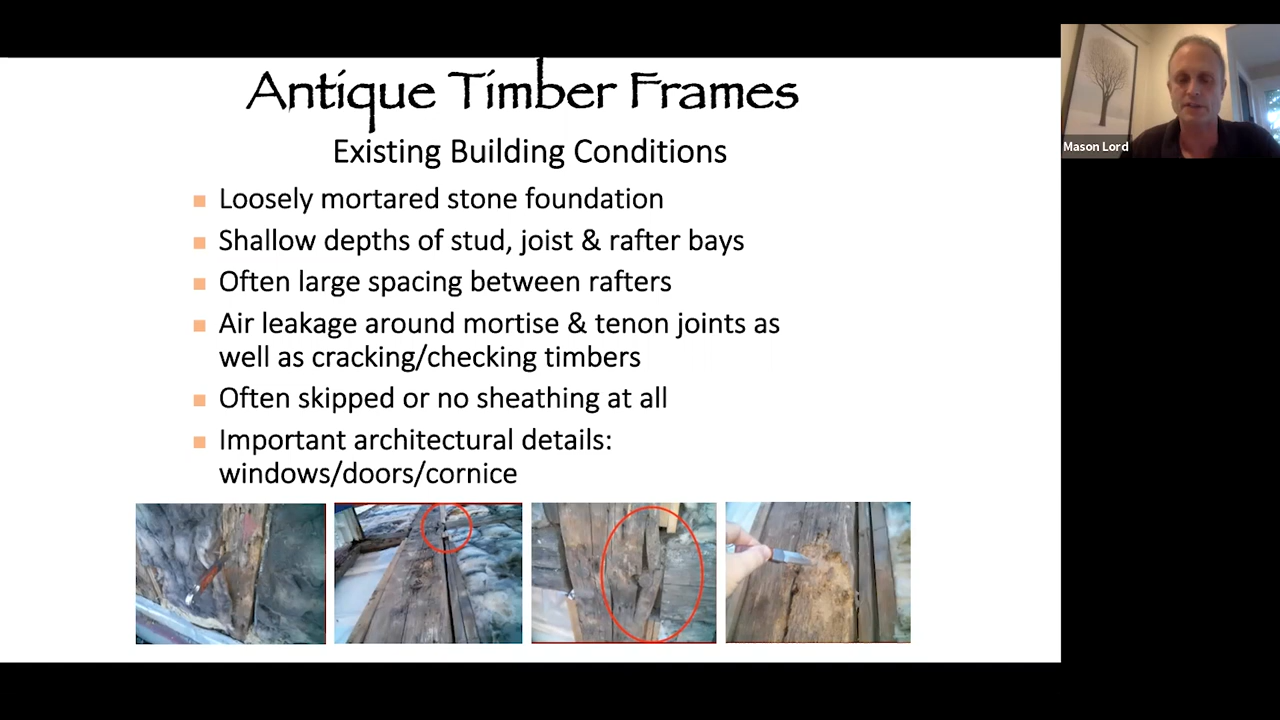 Antique Timber Frames
Existing Building Conditions
Loosely mortared stone foundation
Shallow depths of stud, joist & rafter bays
Often large spacing between rafters
Air leakage around mortise & tenon joints as
well as cracking/checking timbers
Often skipped or no sheathing at all
Important architectural details:
windows/doors/cornice
Mason Lord